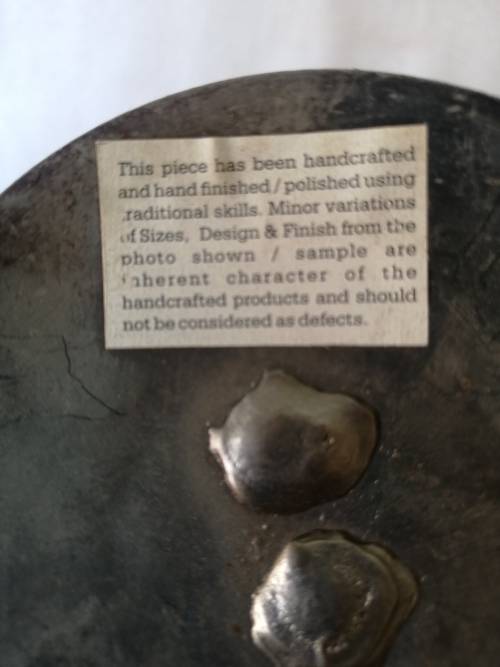 This piece has been handcrafted
and hand finished / polished using
raditional skills. Minor variations
of Sizes, Design & Finish from the
photo shown / sample are
inherent character of the
handcrafted products and should
not be considered as defects.